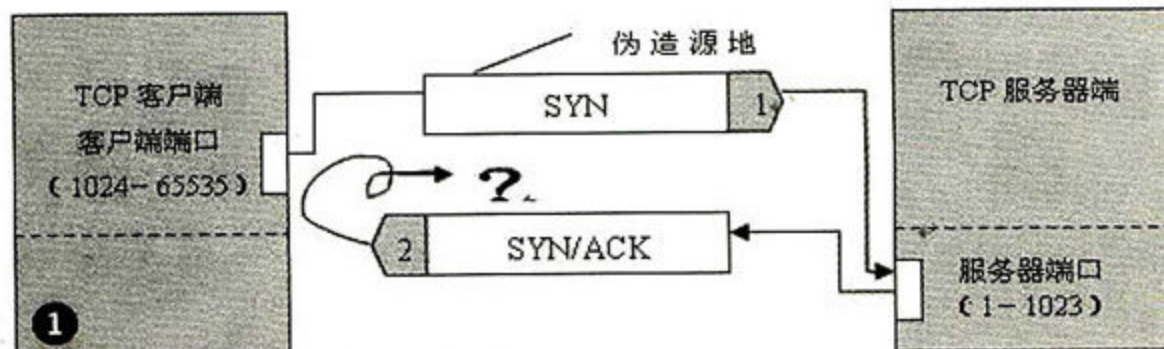 伪造源地
TCP 客户端
客户端端口
(1024-65535)
SYN
1
TCP 服务器端
?
2
SYN/ACK
服务器端口
(1-1023)
1